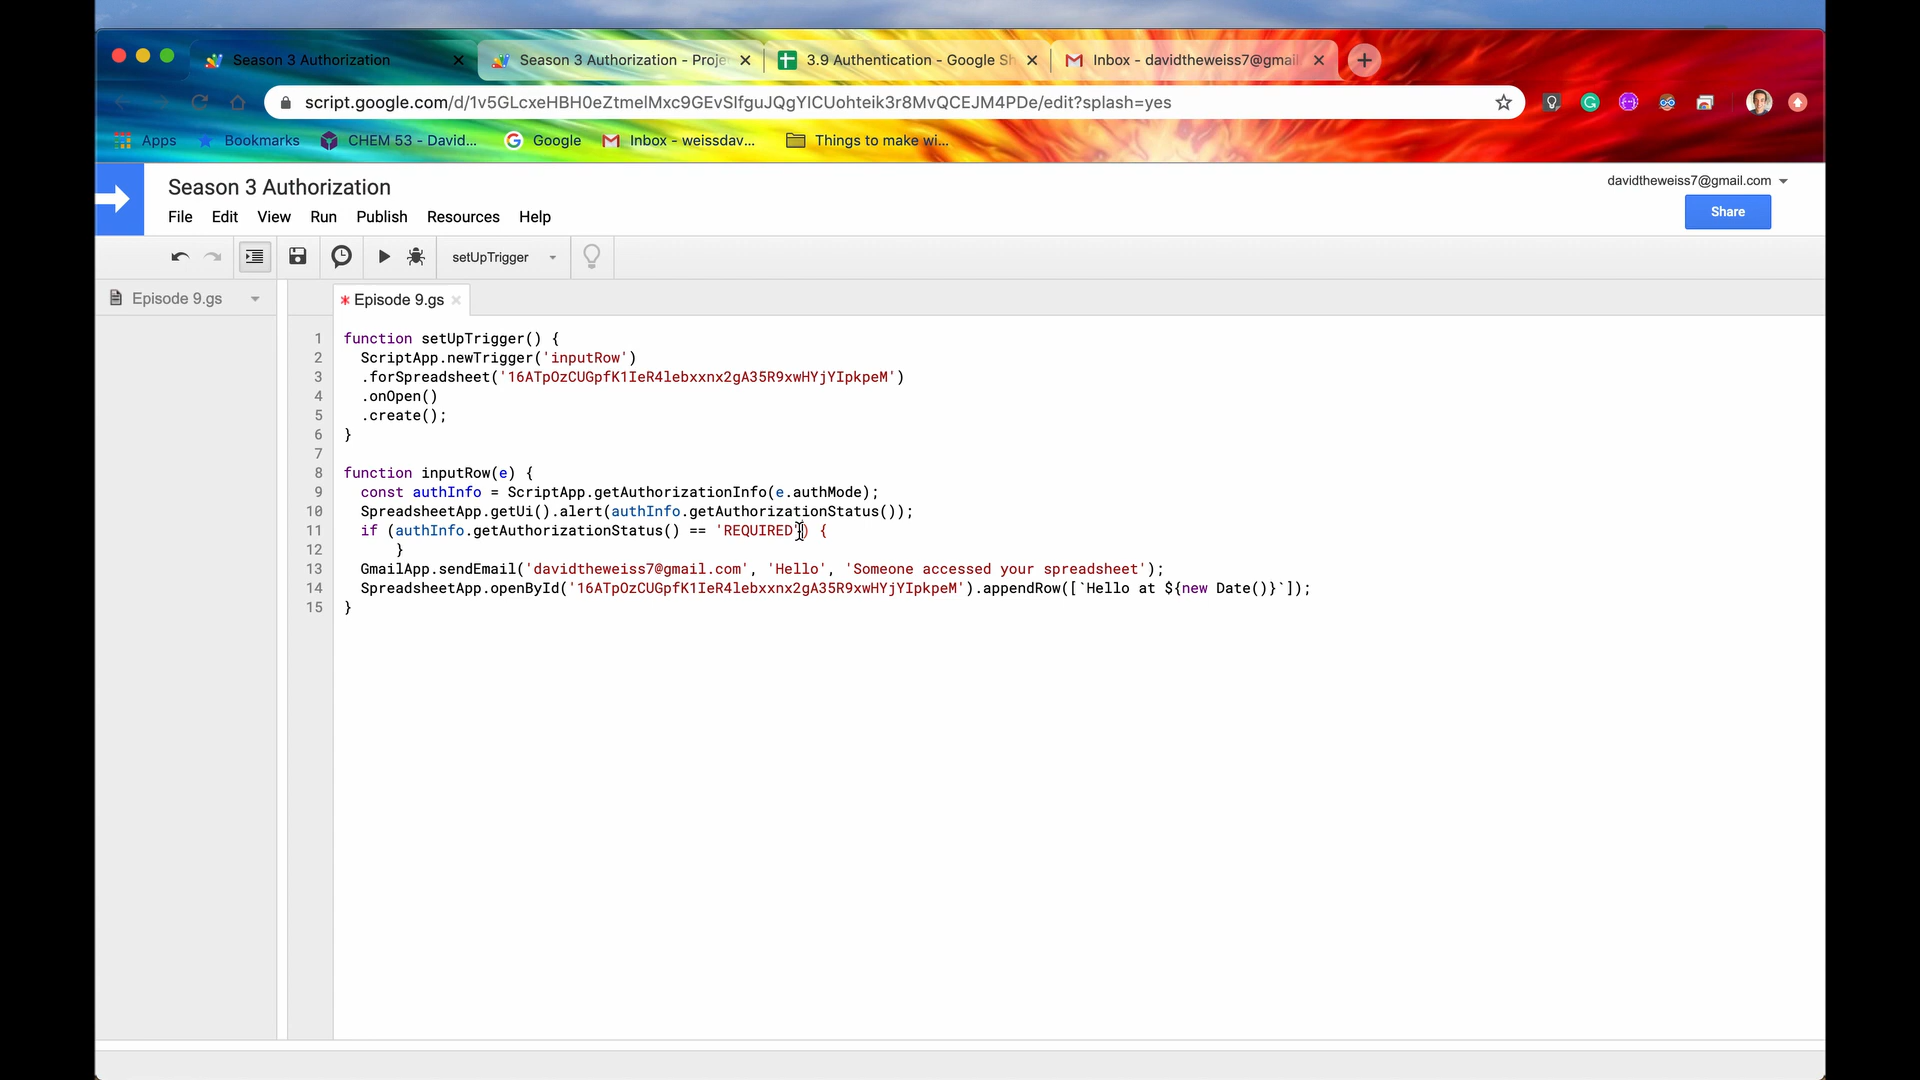 Season 3 Authorization
Season 3 Authorization - Proje
3.9 Authentication - Google Sh
Inbox - davidtheweiss7@gmail
script.google.com/d/1v5GLcxeHBH0eZtmelMxc9GEvSIfguJQgYlCUohteik3r8MvQCEJM4PDe/edit?splash=yes
Apps
Bookmarks
CHEM 53 - David...
Google
Inbox - weissdav...
Things to make wi...
Season 3 Authorization
davidtheweiss7@gmail.com
File Edit View Run Publish Resources Help
Share
setUpTrigger
Episode 9.gs
* Episode 9.gs
1 function setUpTrigger() {
2 ScriptApp.newTrigger('inputRow')
3 .forSpreadsheet('16ATpOzCUGpfK1IeR4lebxxnx2gA35R9xwHYjYIpkpeM')
4 .onOpen()
5 .create();
6 }
7
8 function inputRow(e) {
9 const authInfo = ScriptApp.getAuthorizationInfo(e.authMode);
10 SpreadsheetApp.getUi().alert(authInfo.getAuthorizationStatus());
11 if (authInfo.getAuthorizationStatus() == 'REQUIRED') {
12 }
13 GmailApp.sendEmail('davidtheweiss7@gmail.com', 'Hello', 'Someone accessed your spreadsheet');
14 SpreadsheetApp.openById('16ATpOzCUGpfK1IeR4lebxxnx2gA35R9xwHYjYIpkpeM').appendRow([`Hello at ${new Date()}`]);
15 }